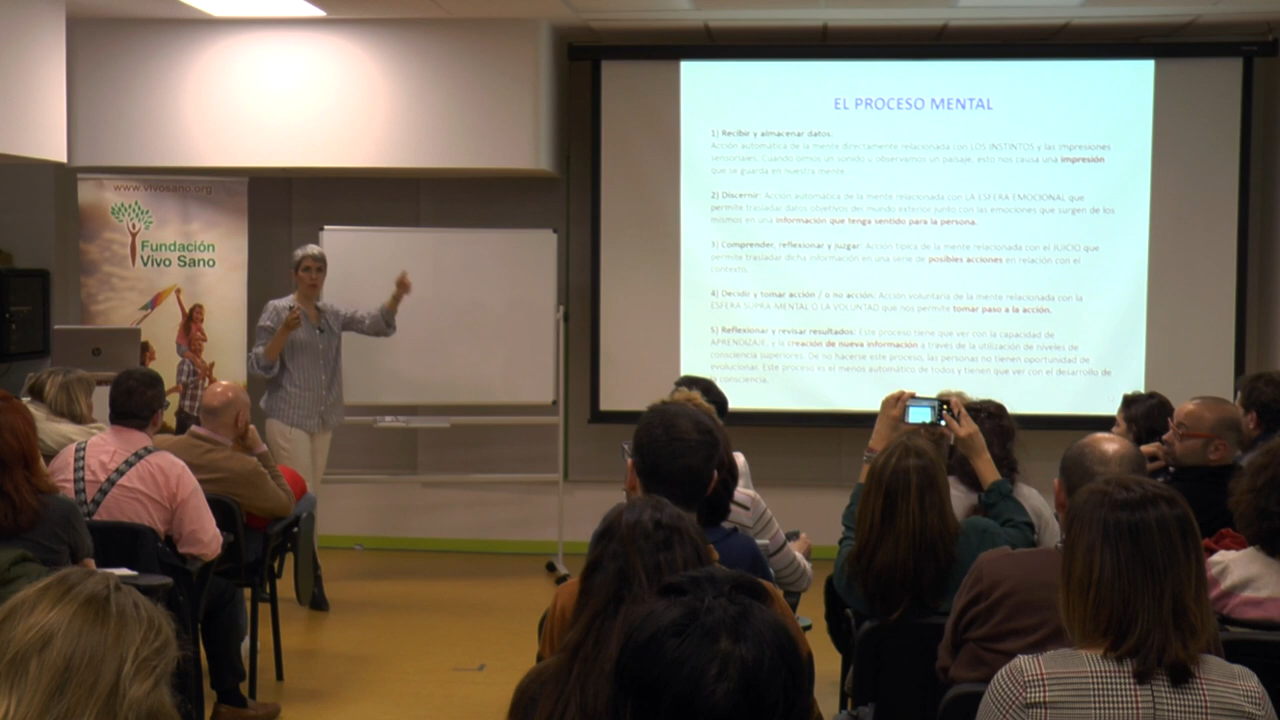 www.vivosano.org
Fundación
Vivo Sano
hp
EL PROCESO MENTAL
1) Recibir y almacenar datos:
Acción automática de la mente directamente relacionada con LOS INSTINTOS y las impresiones
sensoriales. Cuando oímos un sonido u observamos un paisaje, esto nos causa una impresión
que se guarda en nuestra mente.
2) Discernir: Acción automática de la mente relacionada con LA ESFERA EMOCIONAL que
permite trasladar datos objetivos del mundo exterior junto con las emociones que surgen de los
mismos en una información que tenga sentido para la persona.
3) Comprender, reflexionar y juzgar: Acción típica de la mente relacionada con el JUICIO que
permite trasladar dicha información en una serie de posibles acciones en relación con el
contexto.
4) Decidir y tomar acción / o no acción: Acción voluntaria de la mente relacionada con la
ESFERA SUPRA MENTAL O LA VOLUNTAD que nos permite tomar paso a la acción.
5) Reflexionar y revisar resultados: Este proceso tiene que ver con la capacidad de
APRENDIZAJE, y la creación de nueva información a través de la utilización de niveles de
consciencia superiores. De no hacerse este proceso, las personas no tienen oportunidad de
evolucionar. Este proceso es el menos automático de todos y tienen que ver con el desarrollo de
la consciencia.